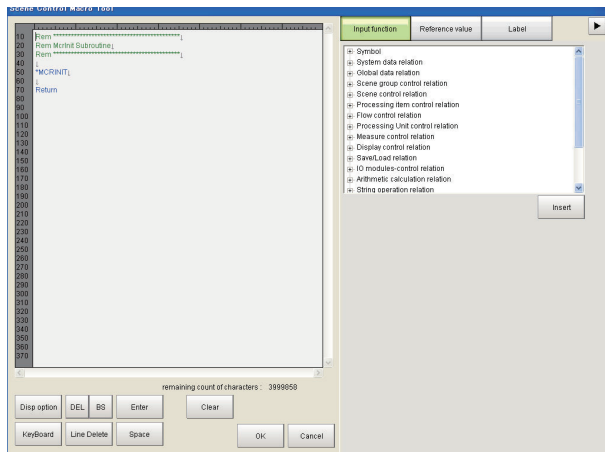 Scene Control Macro Tool
10 Rem ******************************************↓
20 Rem McrInit Subroutine↓
30 Rem ******************************************↓
40 ↓
50 *MCRINIT↓
60 ↓
70 Return
80
90
100
110
120
130
140
150
160
170
180
190
200
210
220
230
240
250
260
270
280
290
300
310
320
330
340
350
360
370
remaining count of characters : 3999858
Disp option DEL BS Enter Clear
KeyBoard Line Delete Space OK Cancel
Input function Reference value Label
Symbol
System data relation
Global data relation
Scene group control relation
Scene control relation
Processing item control relation
Flow control relation
Processing Unit control relation
Measure control relation
Display control relation
Save/Load relation
IO modules-control relation
Arithmetic calculation relation
String operation relation
Insert